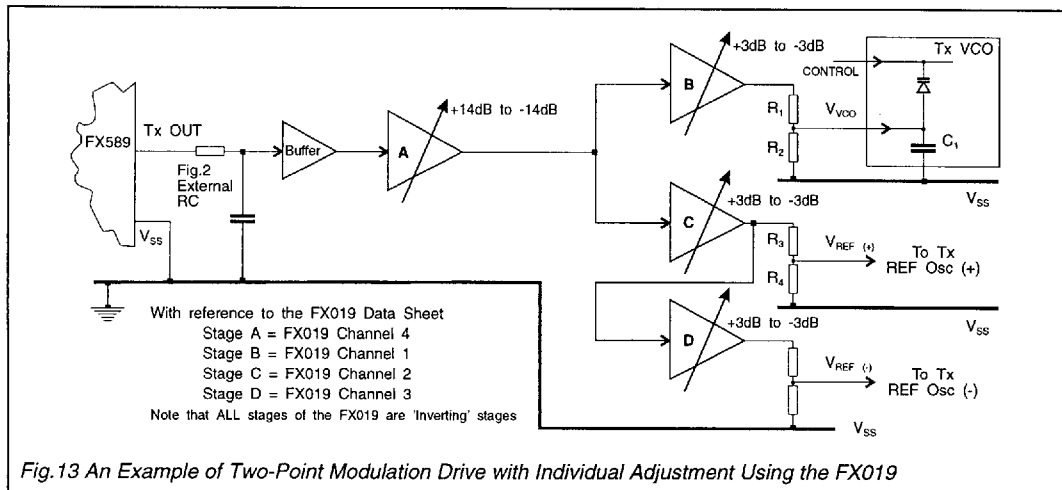 FX589
Tx OUT
Fig.2
External
RC
VSS
Buffer
A
+14dB to -14dB
B
+3dB to -3dB
R1
R2
CONTROL
VVCO
Tx VCO
C1
VSS
C
+3dB to -3dB
R3
R4
VREF (+)
To Tx
REF Osc (+)
VSS
D
+3dB to -3dB
VREF (-)
To Tx
REF Osc (-)
VSS
With reference to the FX019 Data Sheet
Stage A = FX019 Channel 4
Stage B = FX019 Channel 1
Stage C = FX019 Channel 2
Stage D = FX019 Channel 3
Note that ALL stages of the FX019 are 'Inverting' stages
Fig.13 An Example of Two-Point Modulation Drive with Individual Adjustment Using the FX019